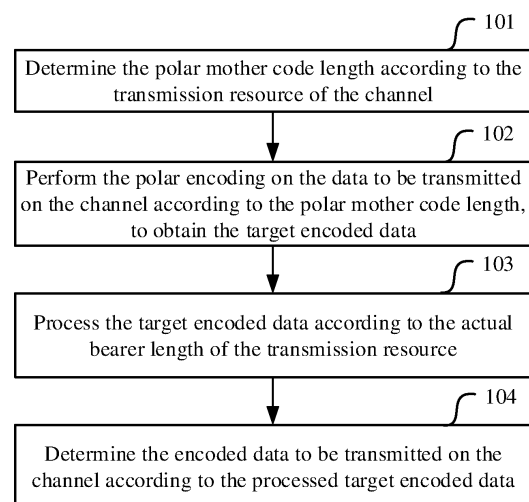 101
Determine the polar mother code length according to the
transmission resource of the channel
102
Perform the polar encoding on the data to be transmitted
on the channel according to the polar mother code length,
to obtain the target encoded data
103
Process the target encoded data according to the actual
bearer length of the transmission resource
104
Determine the encoded data to be transmitted on the
channel according to the processed target encoded data